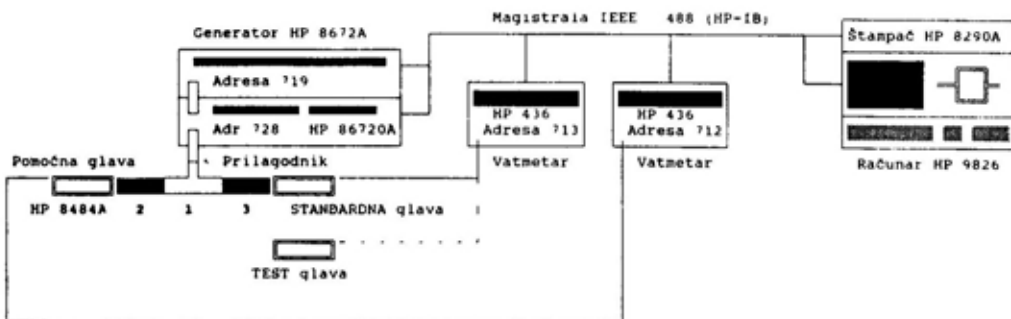 Magistrala IEEE 488 (HP-IB)
Generator HP 8672A
Adresa 719
Adr 728 HP 86720A
HP 436
Adresa 713
Vatmetar
HP 436
Adresa 712
Vatmetar
Štampač HP 8290A
Računar HP 9826
Pomoćna glava
Prilagodnik
HP 8484A
2 1 3
STANDARDNA glava
TEST glava